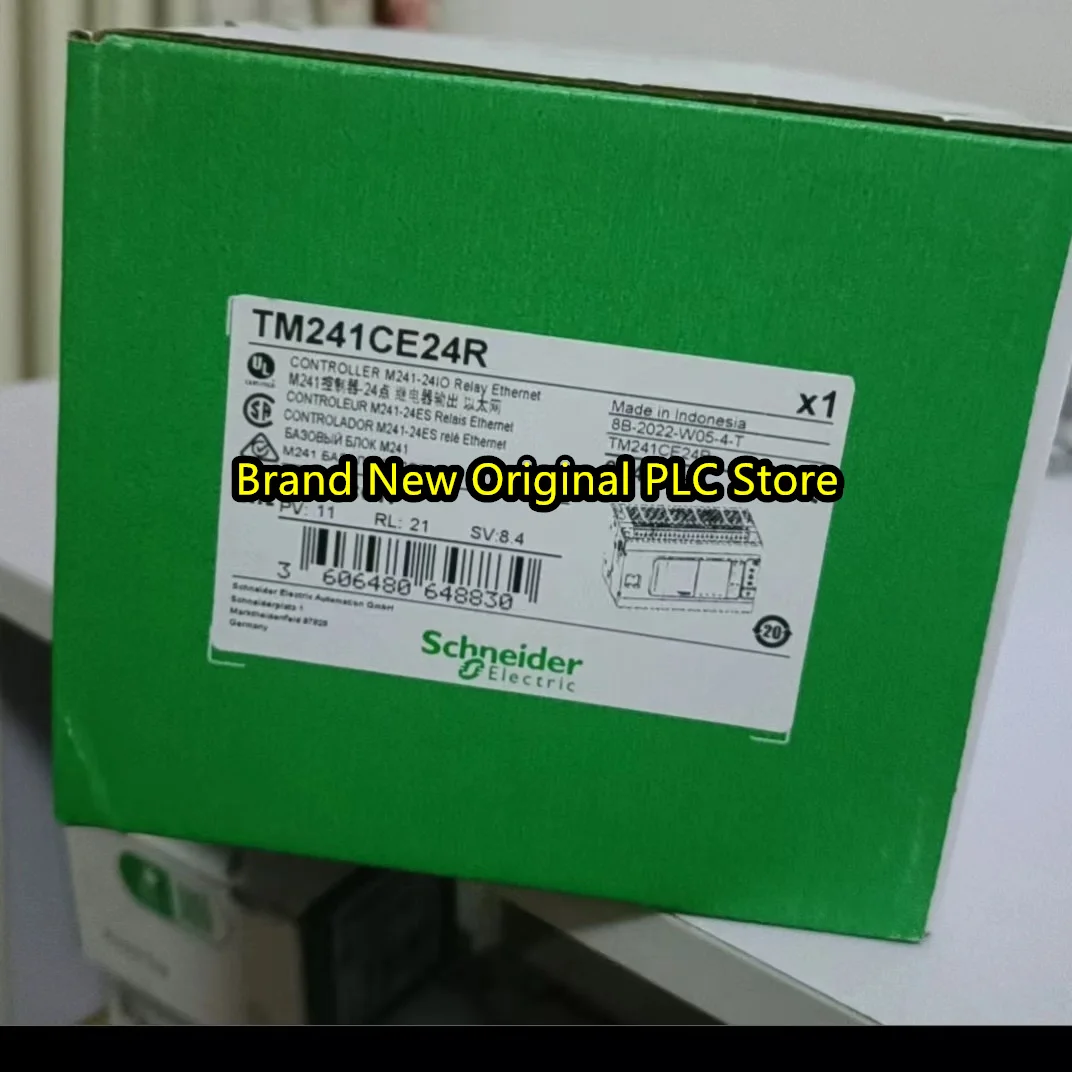 TM241CE24R
x1
UL
CONTROLLER M241-24IO Relay Ethernet
M241控制器-24点 继电器输出 以太网
CONTROLEUR M241-24ES Relais Ethernet
CONTROLADOR M241-24ES relé Ethernet
БАЗОВЫЙ БЛОК M241
M241
Made in Indonesia
8B-2022-W05-4-T
TM241CE24R
Brand New Original PLC Store
PV: 11 RL: 21 SV:8.4
3 606480 648830
Schneider Electric Automation GmbH
Schneiderplatz 1
Marktheidenfeld 97828
Germany
20
Schneider
Electric